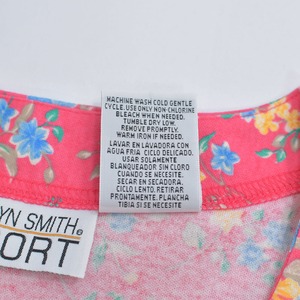 MACHINE WASH COLD GENTLE
CYCLE. USE ONLY NON-CHLORINE
BLEACH WHEN NEEDED.
TUMBLE DRY LOW.
REMOVE PROMPTLY.
WARM IRON IF NEEDED.
LAVAR EN LAVADORA CON
AGUA FRIA CICLO DELICADO.
USAR SOLAMENTE
BLANQUEADOR SIN CLORO
CUANDO SE NECESITE.
SECAR EN SECADORA.
CICLO LENTO. RETIRAR
PRONTAMENTE. PLANCHA
TIBIA SI SE NECESITE
YN SMITH®
ORT